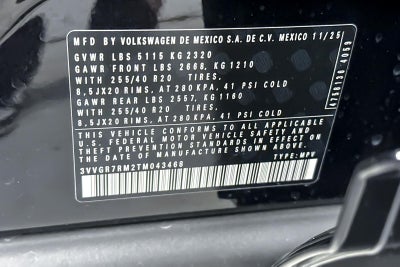 MFD BY VOLKSWAGEN DE MEXICO S.A. DE C.V. MEXICO 11/25
GVWR LBS 5115 KG 2320
GAWR FRONT LBS 2668, KG 1210
WITH 255/40 R20 TIRES.
8,5JX20 RIMS, AT 280KPA, 41 PSI COLD
GAWR REAR LBS 2557, KG 1160
WITH 255/40 R20 TIRES.
8,5JX20 RIMS, AT 280KPA, 41 PSI COLD
THIS VEHICLE CONFORMS TO ALL APPLICABLE
U.S. FEDERAL MOTOR VEHICLE SAFETY AND
THEFT PREVENTION STANDARDS IN EFFECT ON
THE DATE OF MANUFACTURE SHOWN ABOVE.
3VVGR7RM2TM043468 TYPE: MPV